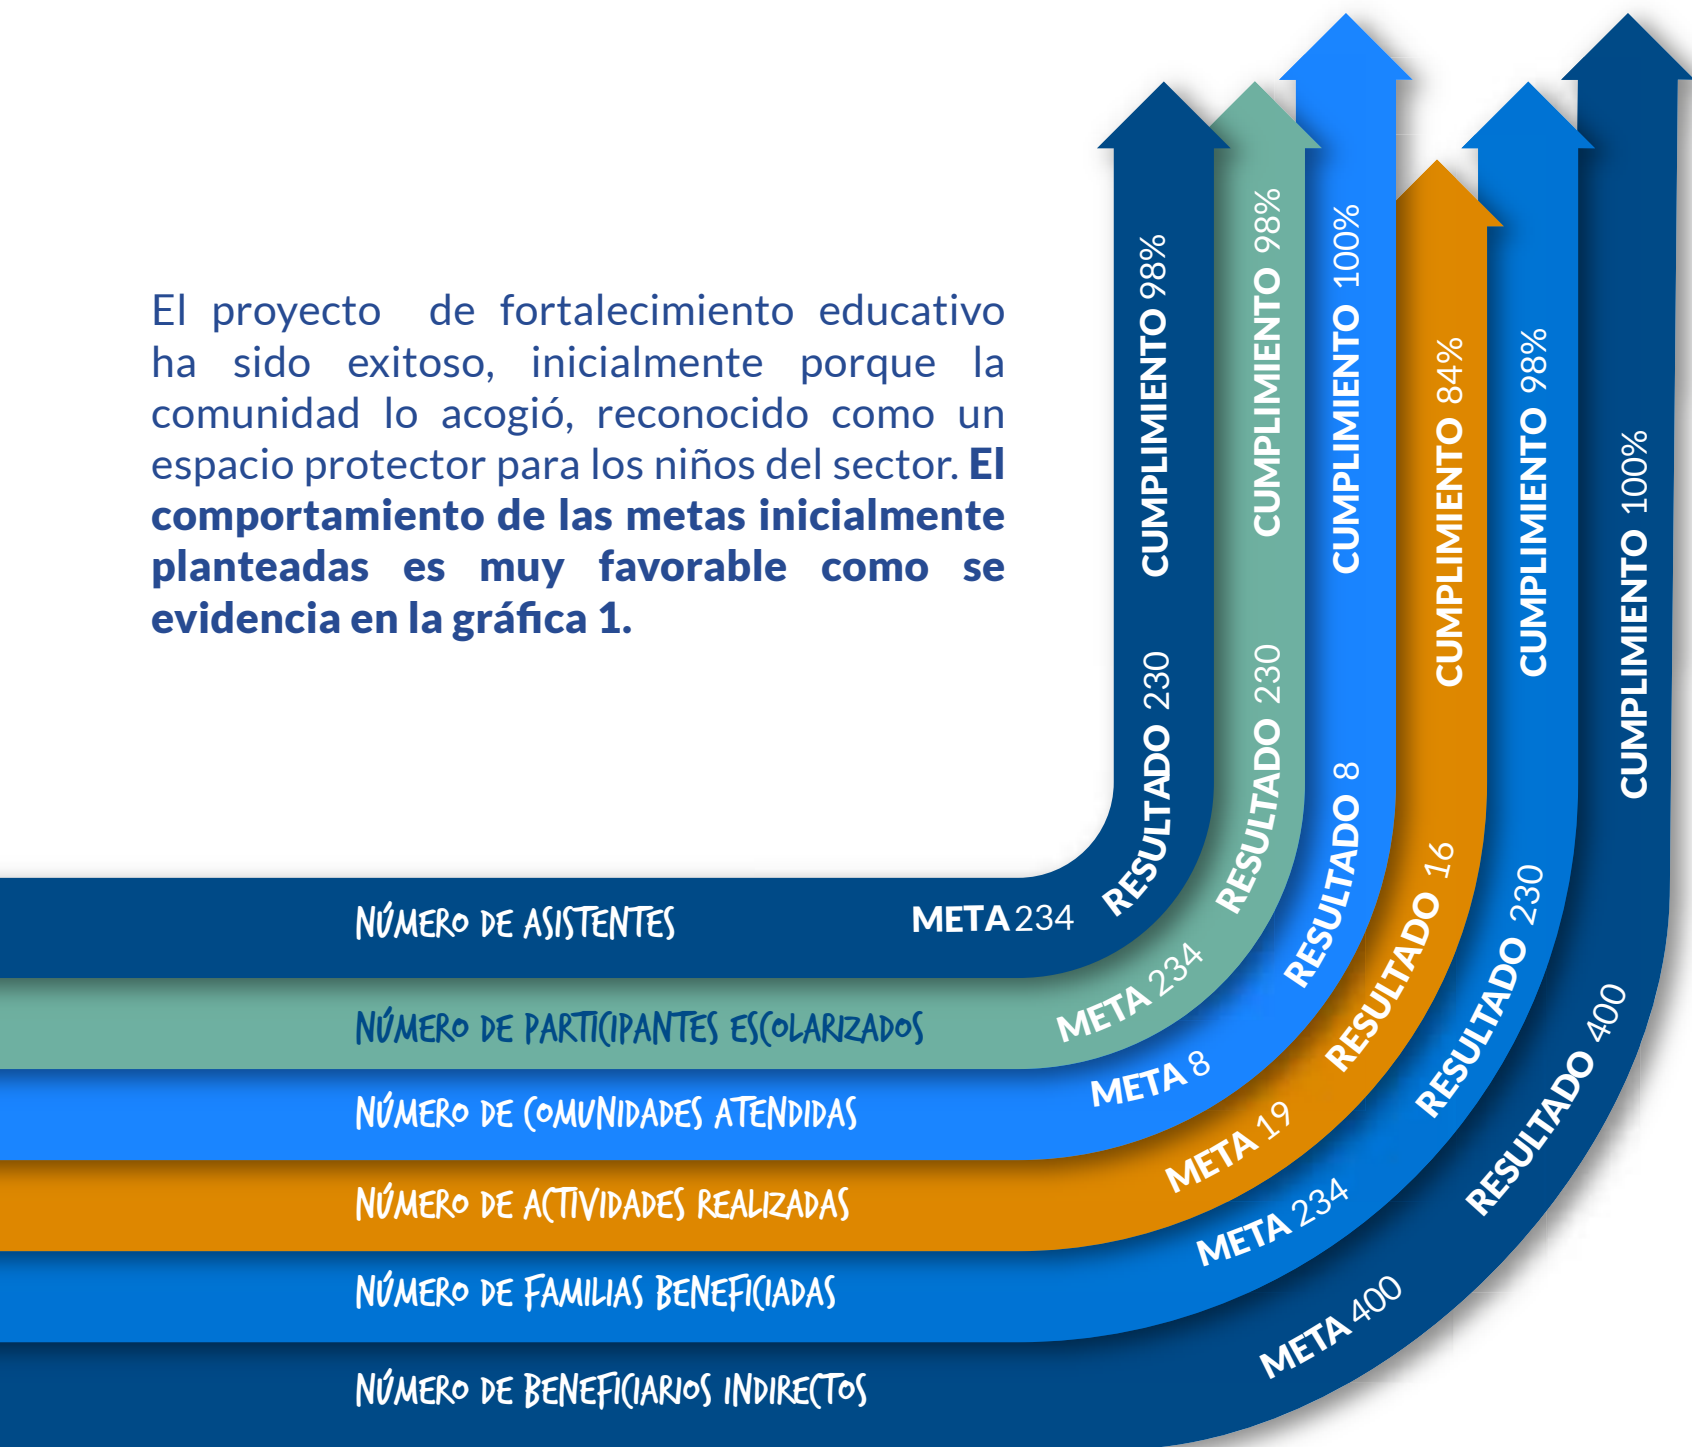 El proyecto de fortalecimiento educativo
ha sido exitoso, inicialmente porque la
comunidad lo acogió, reconocido como un
espacio protector para los niños del sector. El
comportamiento de las metas inicialmente
planteadas es muy favorable como se
evidencia en la gráfica 1.
NÚMERO DE ASISTENTES
META 234
RESULTADO 230
CUMPLIMIENTO 98%
NÚMERO DE PARTICIPANTES ESCOLARIZADOS
META 234
RESULTADO 230
CUMPLIMIENTO 98%
NÚMERO DE COMUNIDADES ATENDIDAS
META 8
RESULTADO 8
CUMPLIMIENTO 100%
NÚMERO DE ACTIVIDADES REALIZADAS
META 19
RESULTADO 16
CUMPLIMIENTO 84%
NÚMERO DE FAMILIAS BENEFICIADAS
META 234
RESULTADO 230
CUMPLIMIENTO 98%
NÚMERO DE BENEFICIARIOS INDIRECTOS
META 400
RESULTADO 400
CUMPLIMIENTO 100%